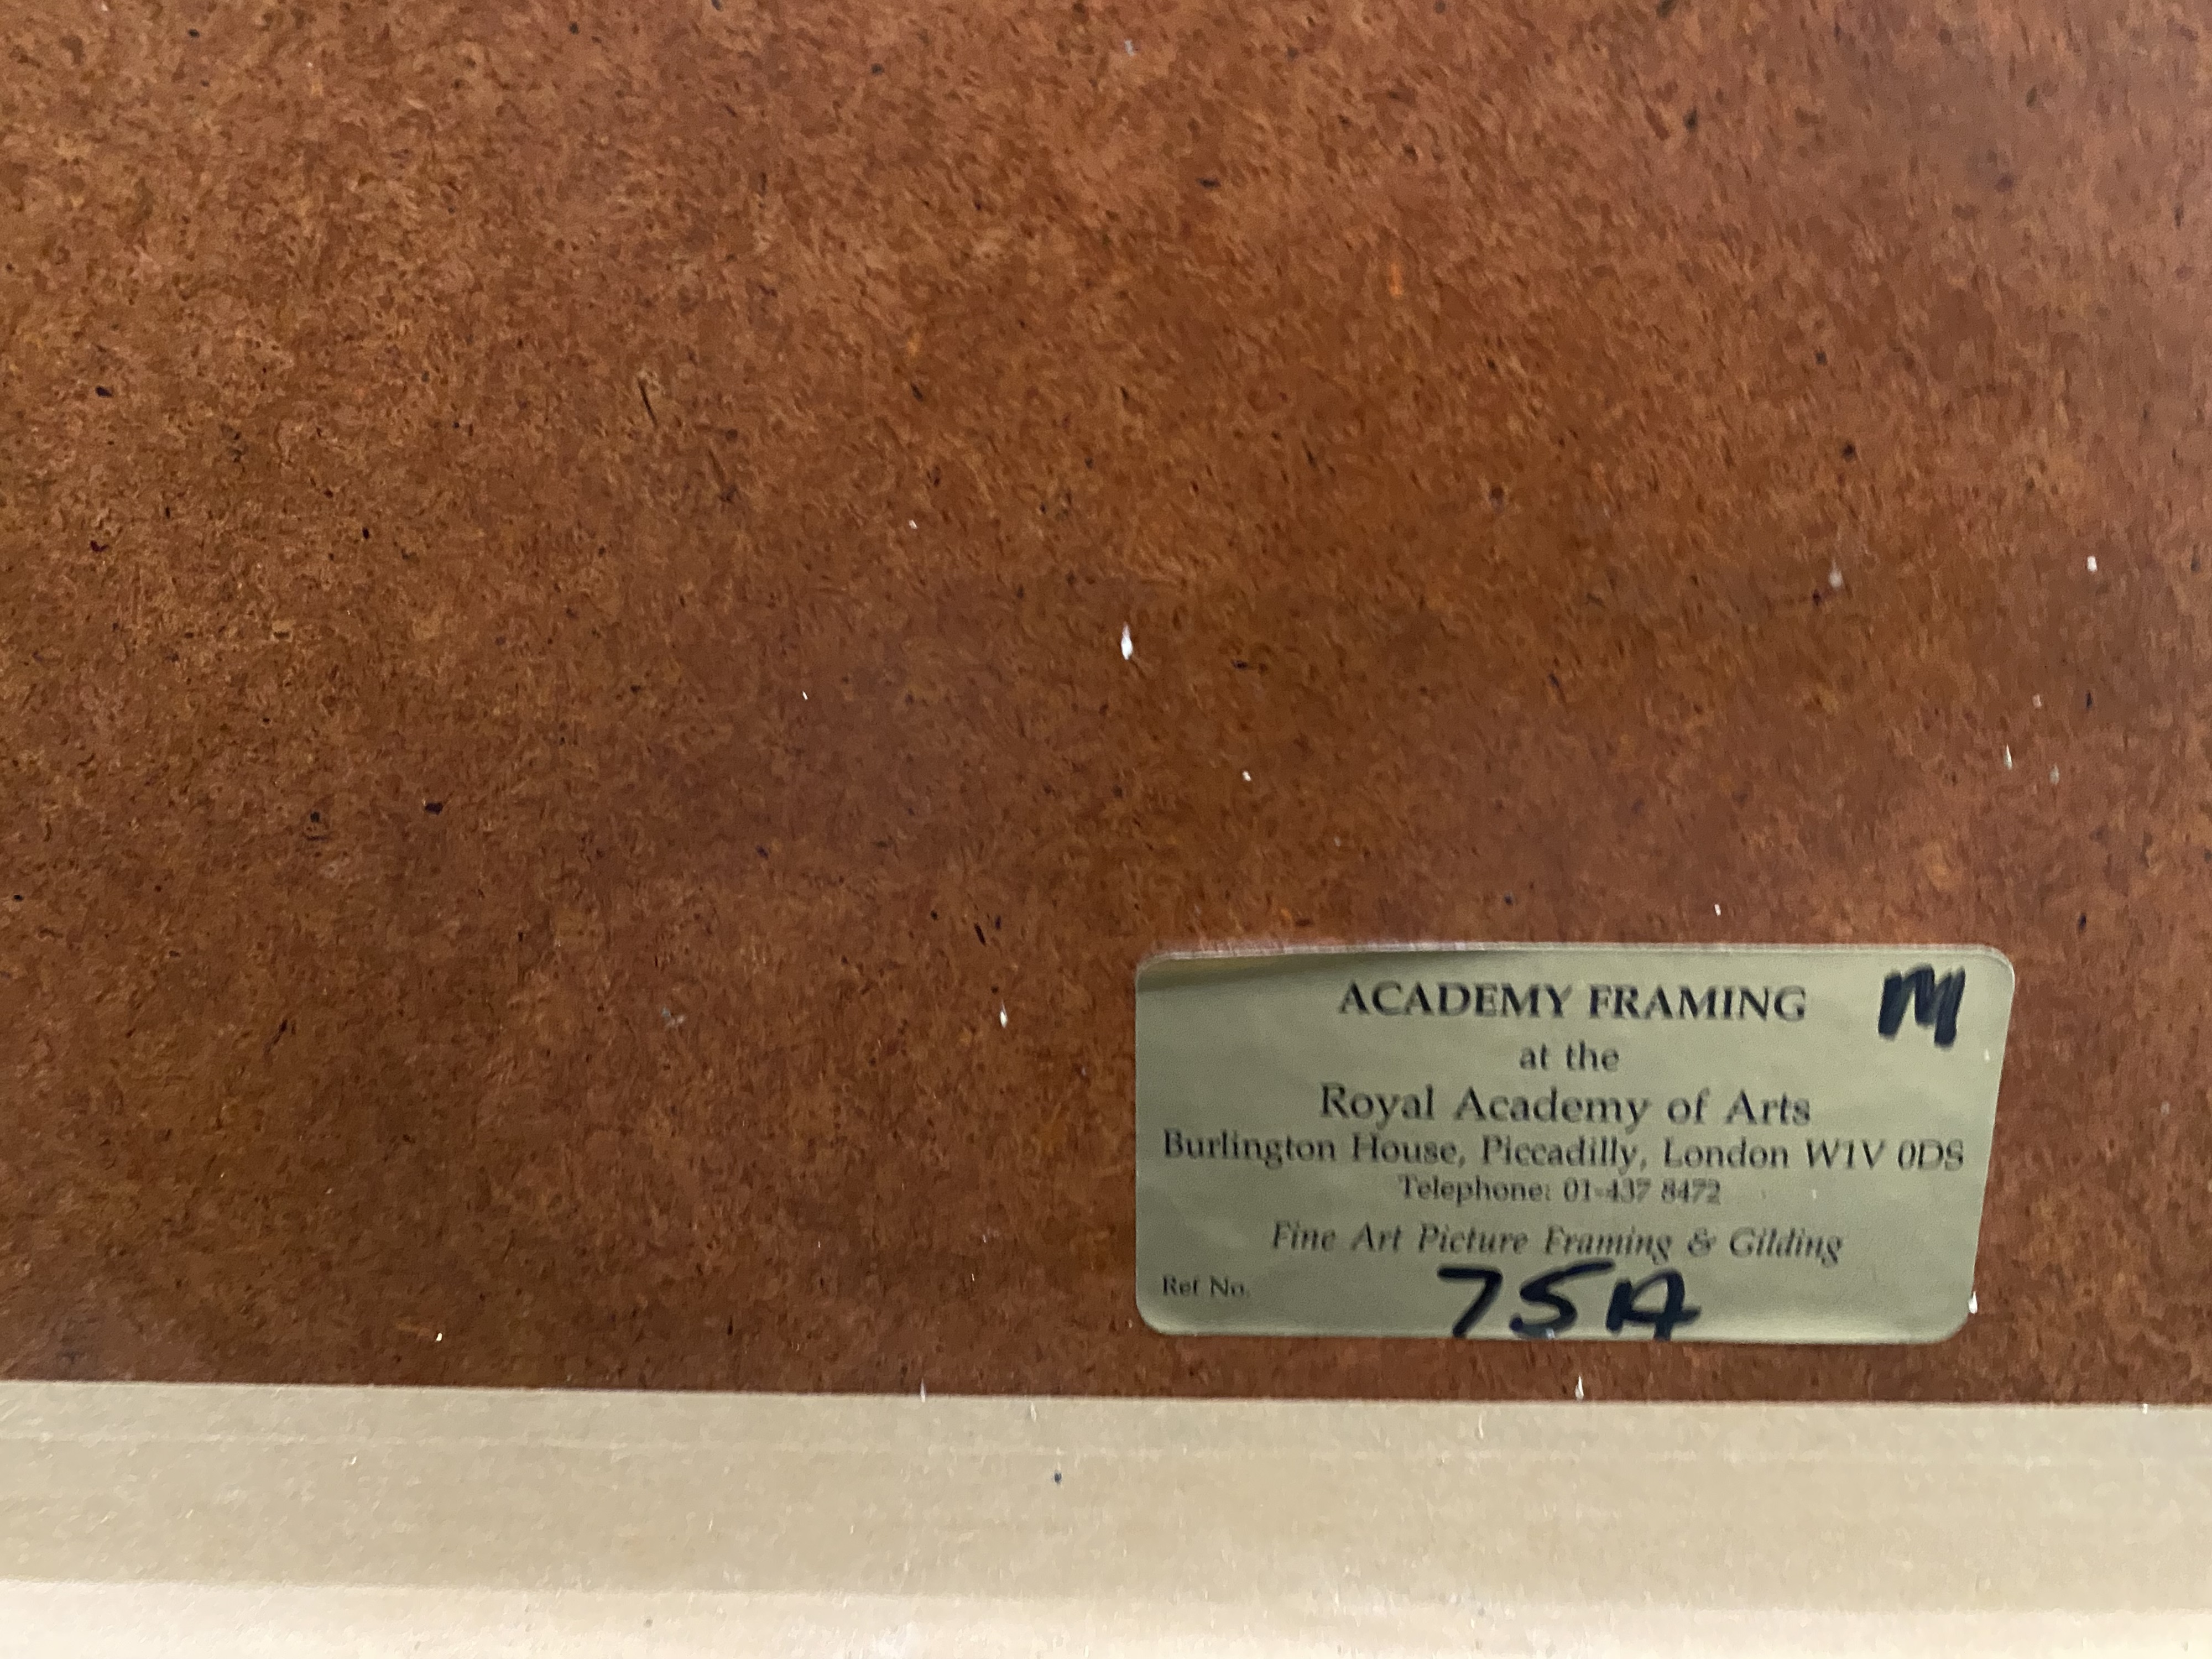 ACADEMY FRAMING M
at the
Royal Academy of Arts
Burlington House, Piccadilly, London W1V 0DS
Telephone: 01-437 8472
Fine Art Picture Framing & Gilding
Ref No. 75A